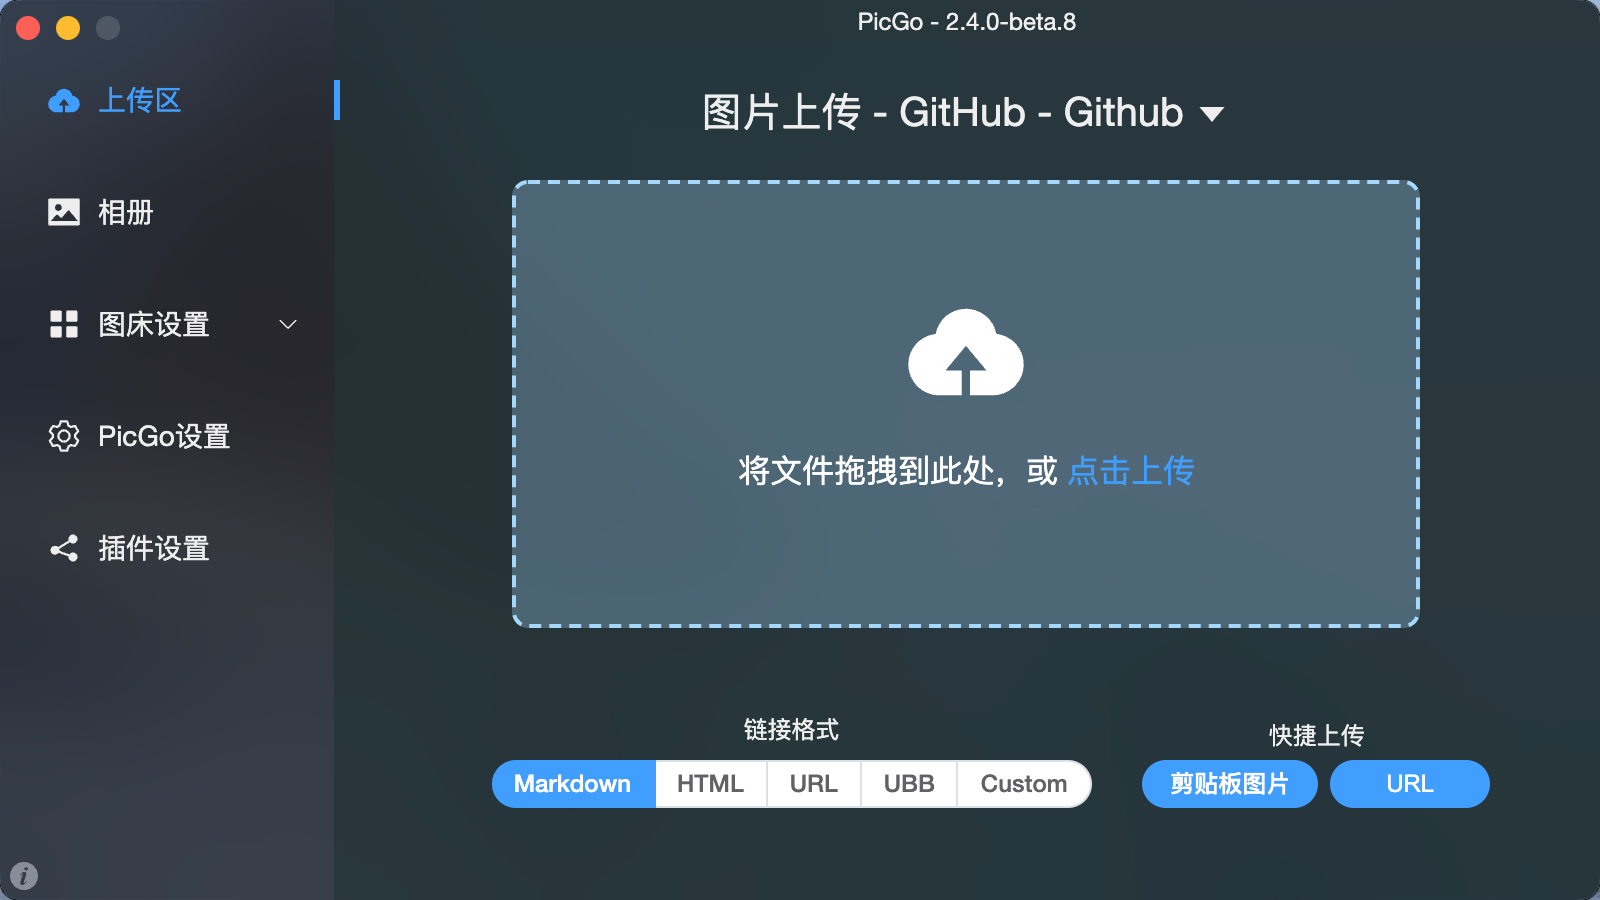 PicGo - 2.4.0-beta.8
上传区
相册
图床设置
PicGo设置
插件设置
图片上传 - GitHub - Github
将文件拖拽到此处，或 点击上传
链接格式
Markdown HTML URL UBB Custom
快捷上传
剪贴板图片 URL
i